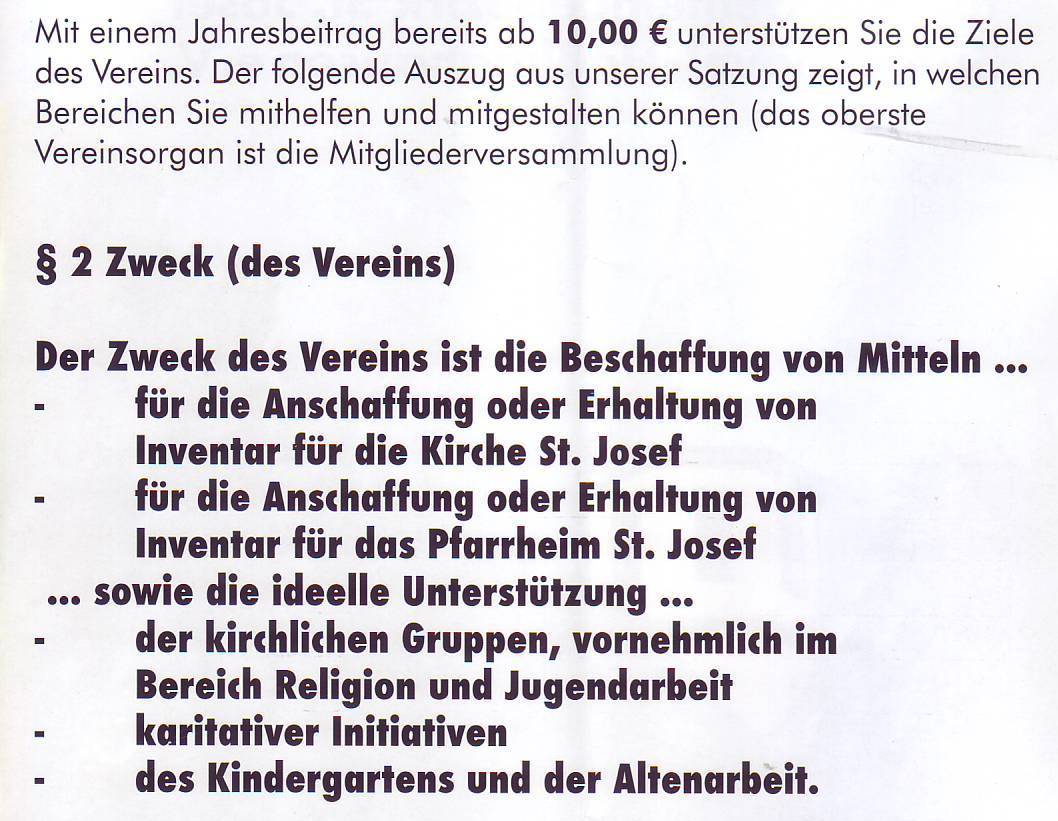 Mit einem Jahresbeitrag bereits ab 10,00 € unterstützen Sie die Ziele
des Vereins. Der folgende Auszug aus unserer Satzung zeigt, in welchen
Bereichen Sie mithelfen und mitgestalten können (das oberste
Vereinsorgan ist die Mitgliederversammlung).
§ 2 Zweck (des Vereins)
Der Zweck des Vereins ist die Beschaffung von Mitteln ...
- für die Anschaffung oder Erhaltung von
Inventar für die Kirche St. Josef
- für die Anschaffung oder Erhaltung von
Inventar für das Pfarrheim St. Josef
... sowie die ideelle Unterstützung ...
- der kirchlichen Gruppen, vornehmlich im
Bereich Religion und Jugendarbeit
- karitativer Initiativen
- des Kindergartens und der Altenarbeit.